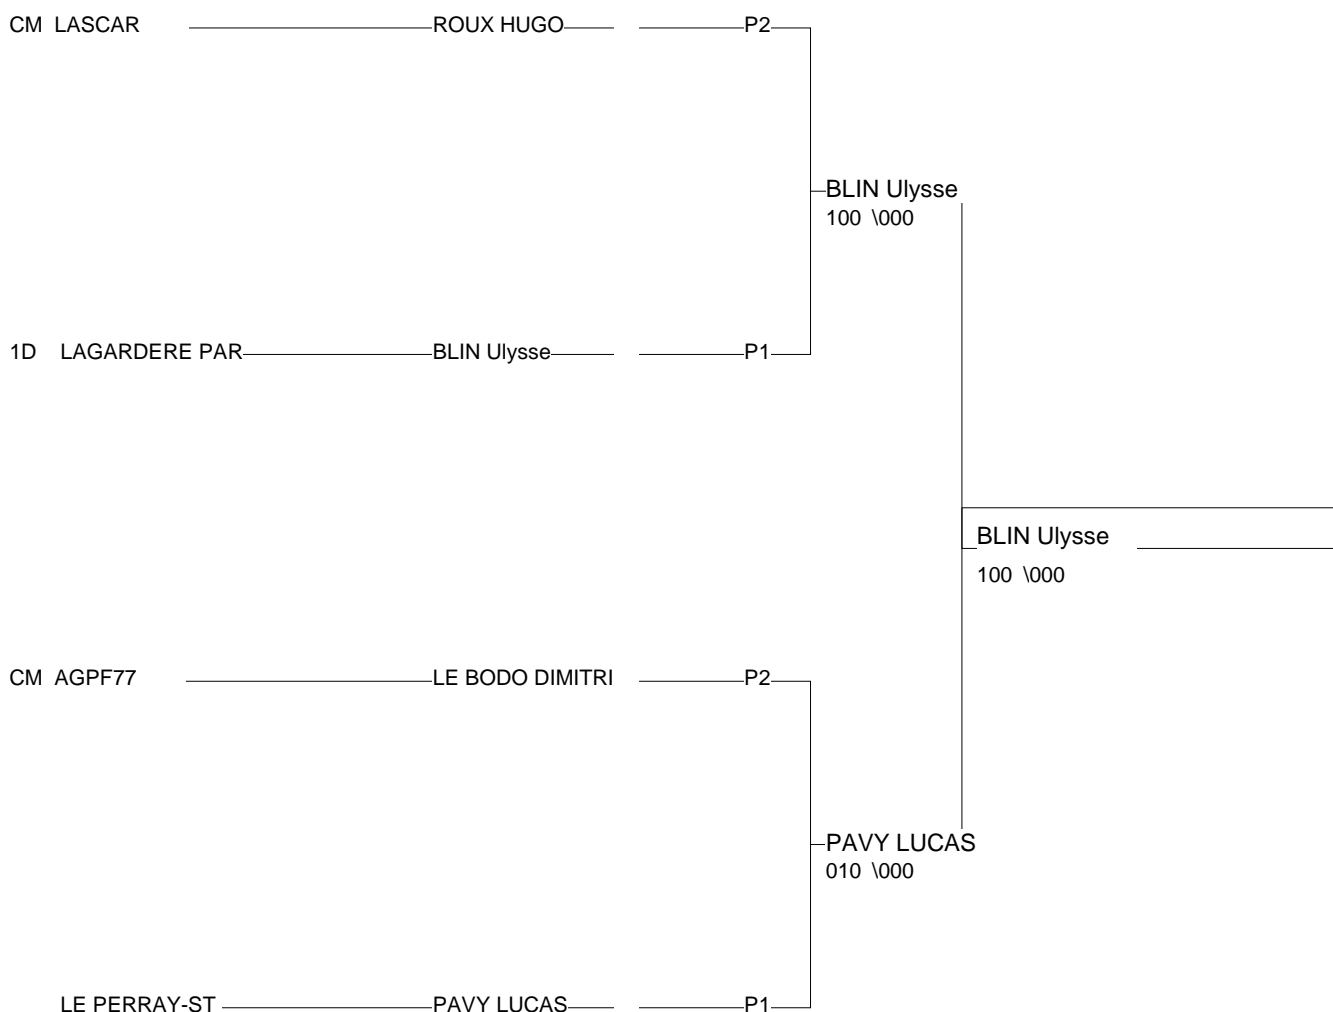 CM LASCAR ROUX HUGO P2
BLIN Ulysse
100 \000
1D LAGARDERE PAR BLIN Ulysse P1
BLIN Ulysse
100 \000
CM AGPF77 LE BODO DIMITRI P2
PAVY LUCAS
010 \000
LE PERRAY-ST PAVY LUCAS P1